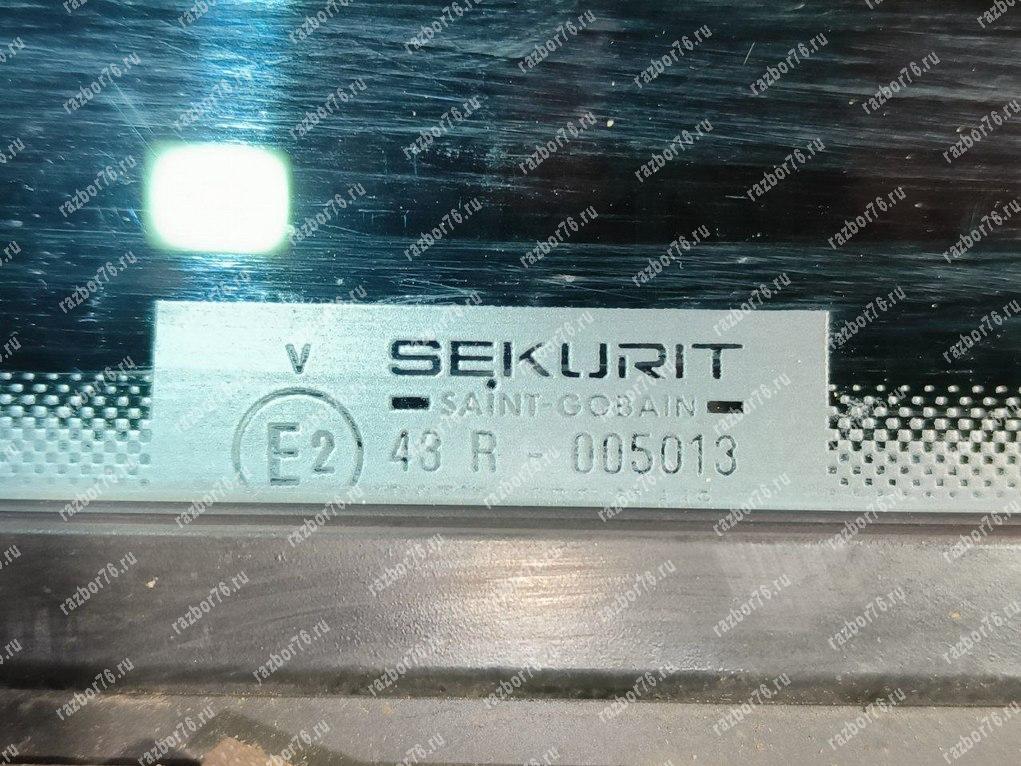 V
SEKURIT
SAINT-GOBAIN
E2
43 R - 005013
razbor76.ru